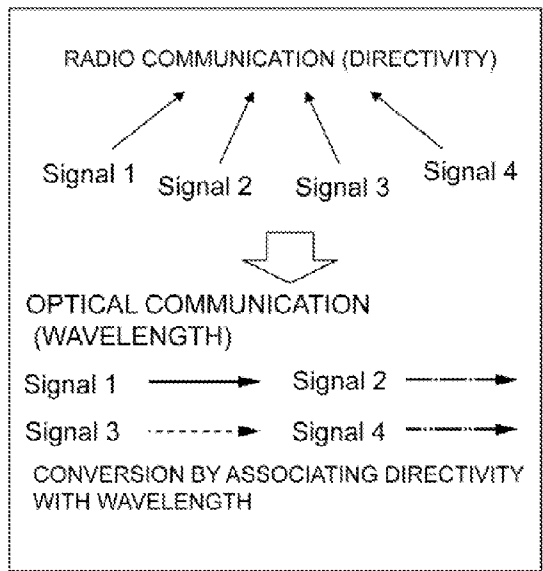 RADIO COMMUNICATION (DIRECTIVITY)
Signal 1 Signal 2 Signal 3 Signal 4
OPTICAL COMMUNICATION
(WAVELENGTH)
Signal 1 Signal 2
Signal 3 Signal 4
CONVERSION BY ASSOCIATING DIRECTIVITY
WITH WAVELENGTH